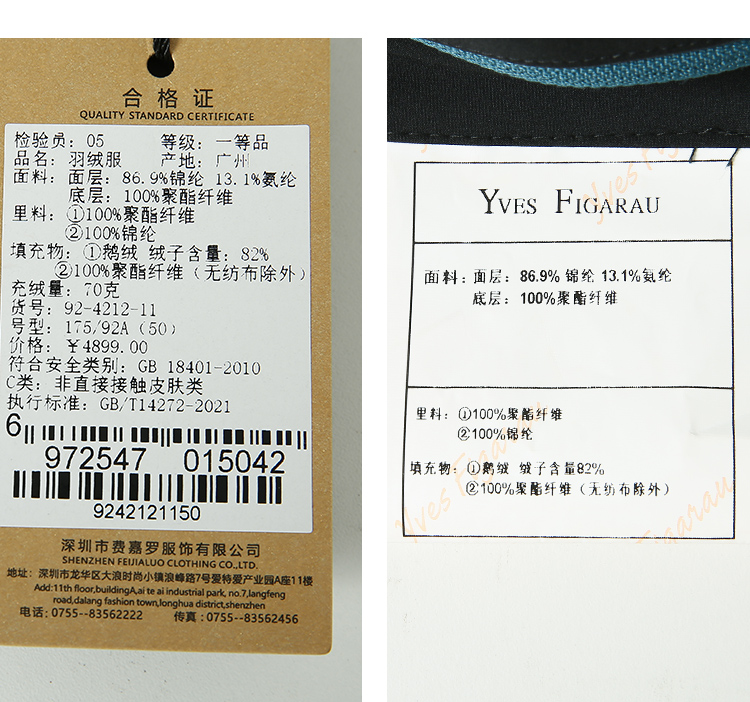 合格证
QUALITY STANDARD CERTIFICATE
检验员：05 等级：一等品
品名：羽绒服 产地：广州
面料：面层：86.9%锦纶 13.1%氨纶
底层：100%聚酯纤维
里料：①100%聚酯纤维
②100%锦纶
填充物：①鹅绒 绒子含量：82%
②100%聚酯纤维（无纺布除外）
充绒量：70克
货号：92-4212-11
号型：175/92A（50）
价格：￥4899.00
符合安全类别：GB 18401-2010
C类：非直接接触皮肤类
执行标准：GB/T14272-2021
6 972547 015042
9242121150
深圳市费嘉罗服饰有限公司
SHENZHEN FEIJIALUO CLOTHING CO.,LTD.
地址：深圳市龙华区大浪时尚小镇浪峰路7号爱特爱产业园A座11楼
Add:11th floor,buildingA,ai te ai industrial park, no.7,langfeng
road,dalang fashion town,longhua district,shenzhen
电话：0755--83562222 传真：0755--83562456
YVES FIGARAU
面料：面层：86.9% 锦纶 13.1%氨纶
底层：100%聚酯纤维
里料：①100%聚酯纤维
②100%锦纶
填充物：①鹅绒 绒子含量82%
②100%聚酯纤维（无纺布除外）
Yves Figarau